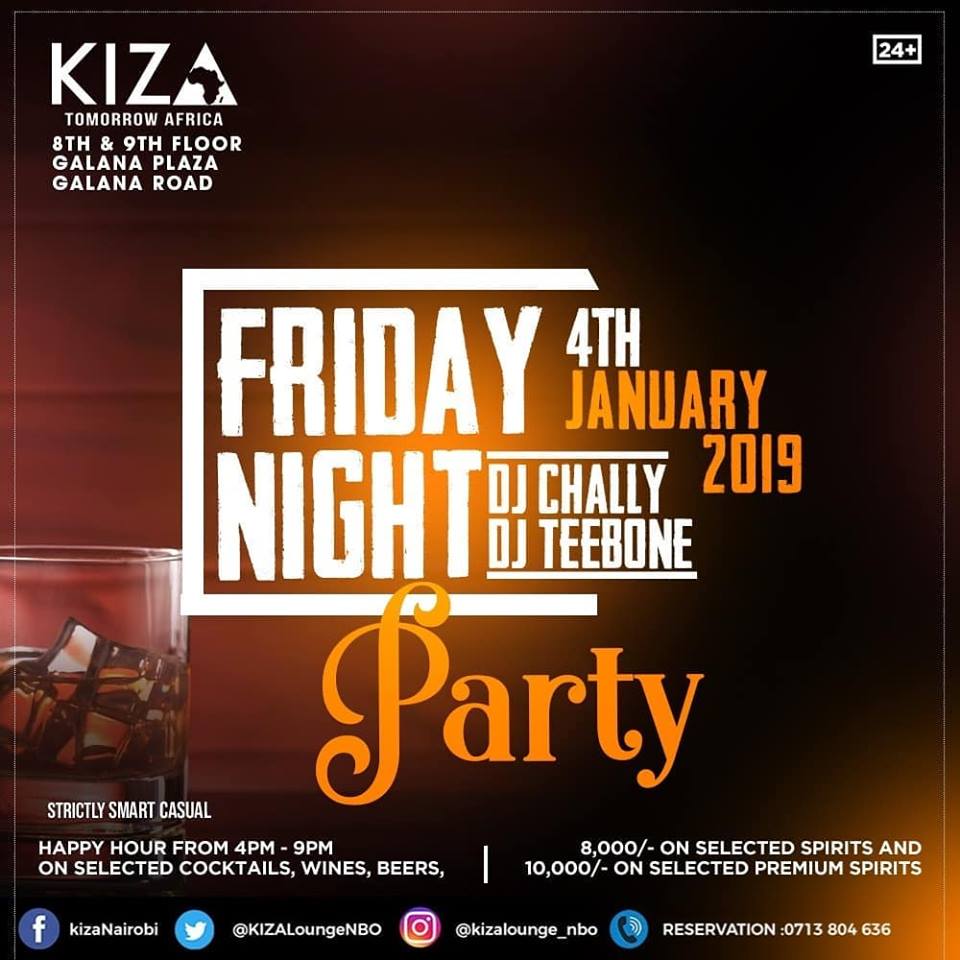 KIZA
TOMORROW AFRICA
8TH & 9TH FLOOR
GALANA PLAZA
GALANA ROAD
24+
FRIDAY
NIGHT
4TH
JANUARY
2019
DJ CHALLY
DJ TEEBONE
Party
STRICTLY SMART CASUAL
HAPPY HOUR FROM 4PM - 9PM
ON SELECTED COCKTAILS, WINES, BEERS,
8,000/- ON SELECTED SPIRITS AND
10,000/- ON SELECTED PREMIUM SPIRITS
kizaNairobi
@KIZALoungeNBO
@kizalounge_nbo
RESERVATION :0713 804 636